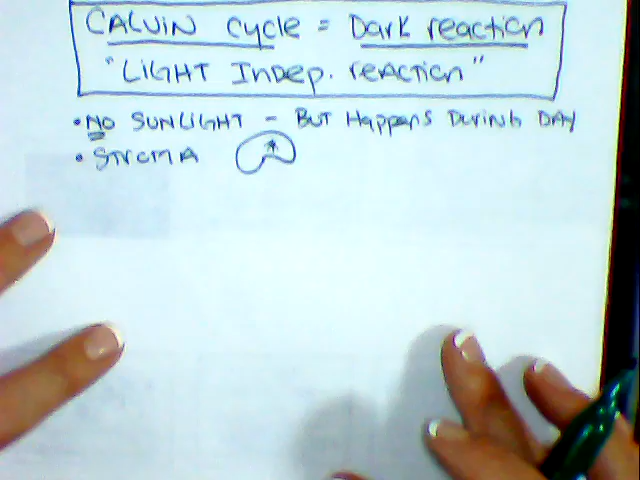 CALVIN cycle = Dark reaction
"LIGHT Indep. reaction"
• NO SUNLIGHT - BUT Happens During DAY
• STROMA